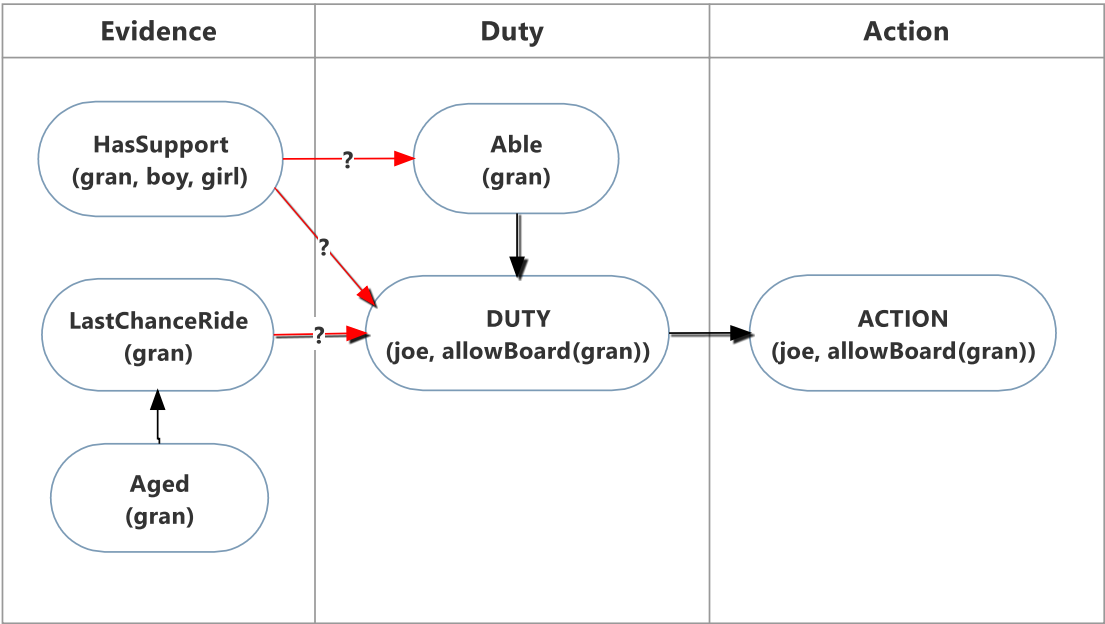 Evidence
Duty
Action
HasSupport
(gran, boy, girl)
?
Able
(gran)
?
LastChanceRide
(gran)
?
DUTY
(joe, allowBoard(gran))
ACTION
(joe, allowBoard(gran))
Aged
(gran)